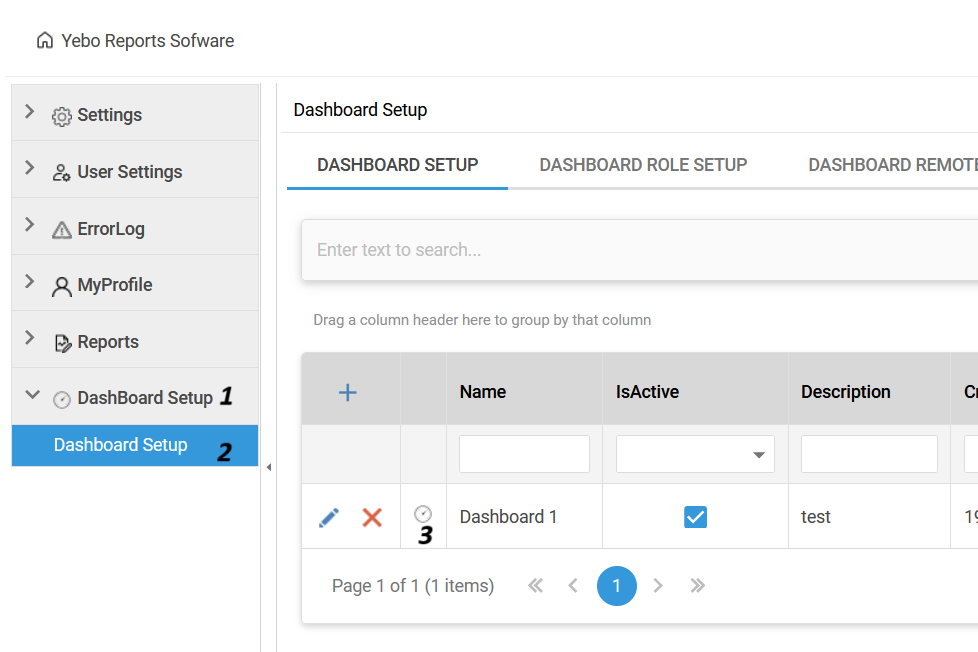 Yebo Reports Sofware
Settings
User Settings
ErrorLog
MyProfile
Reports
DashBoard Setup 1
Dashboard Setup 2
Dashboard Setup
DASHBOARD SETUP DASHBOARD ROLE SETUP DASHBOARD REMOTE
Enter text to search...
Drag a column header here to group by that column
+ Name IsActive Description Cr
3 Dashboard 1 test 19
Page 1 of 1 (1 items) 1